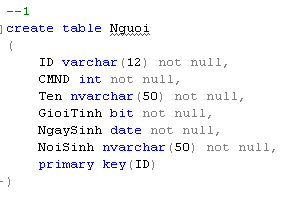 --1
create table Nguoi
(
ID varchar(12) not null,
CMND int not null,
Ten nvarchar(50) not null,
GioiTinh bit not null,
NgaySinh date not null,
NoiSinh nvarchar(50) not null,
primary key(ID)
)